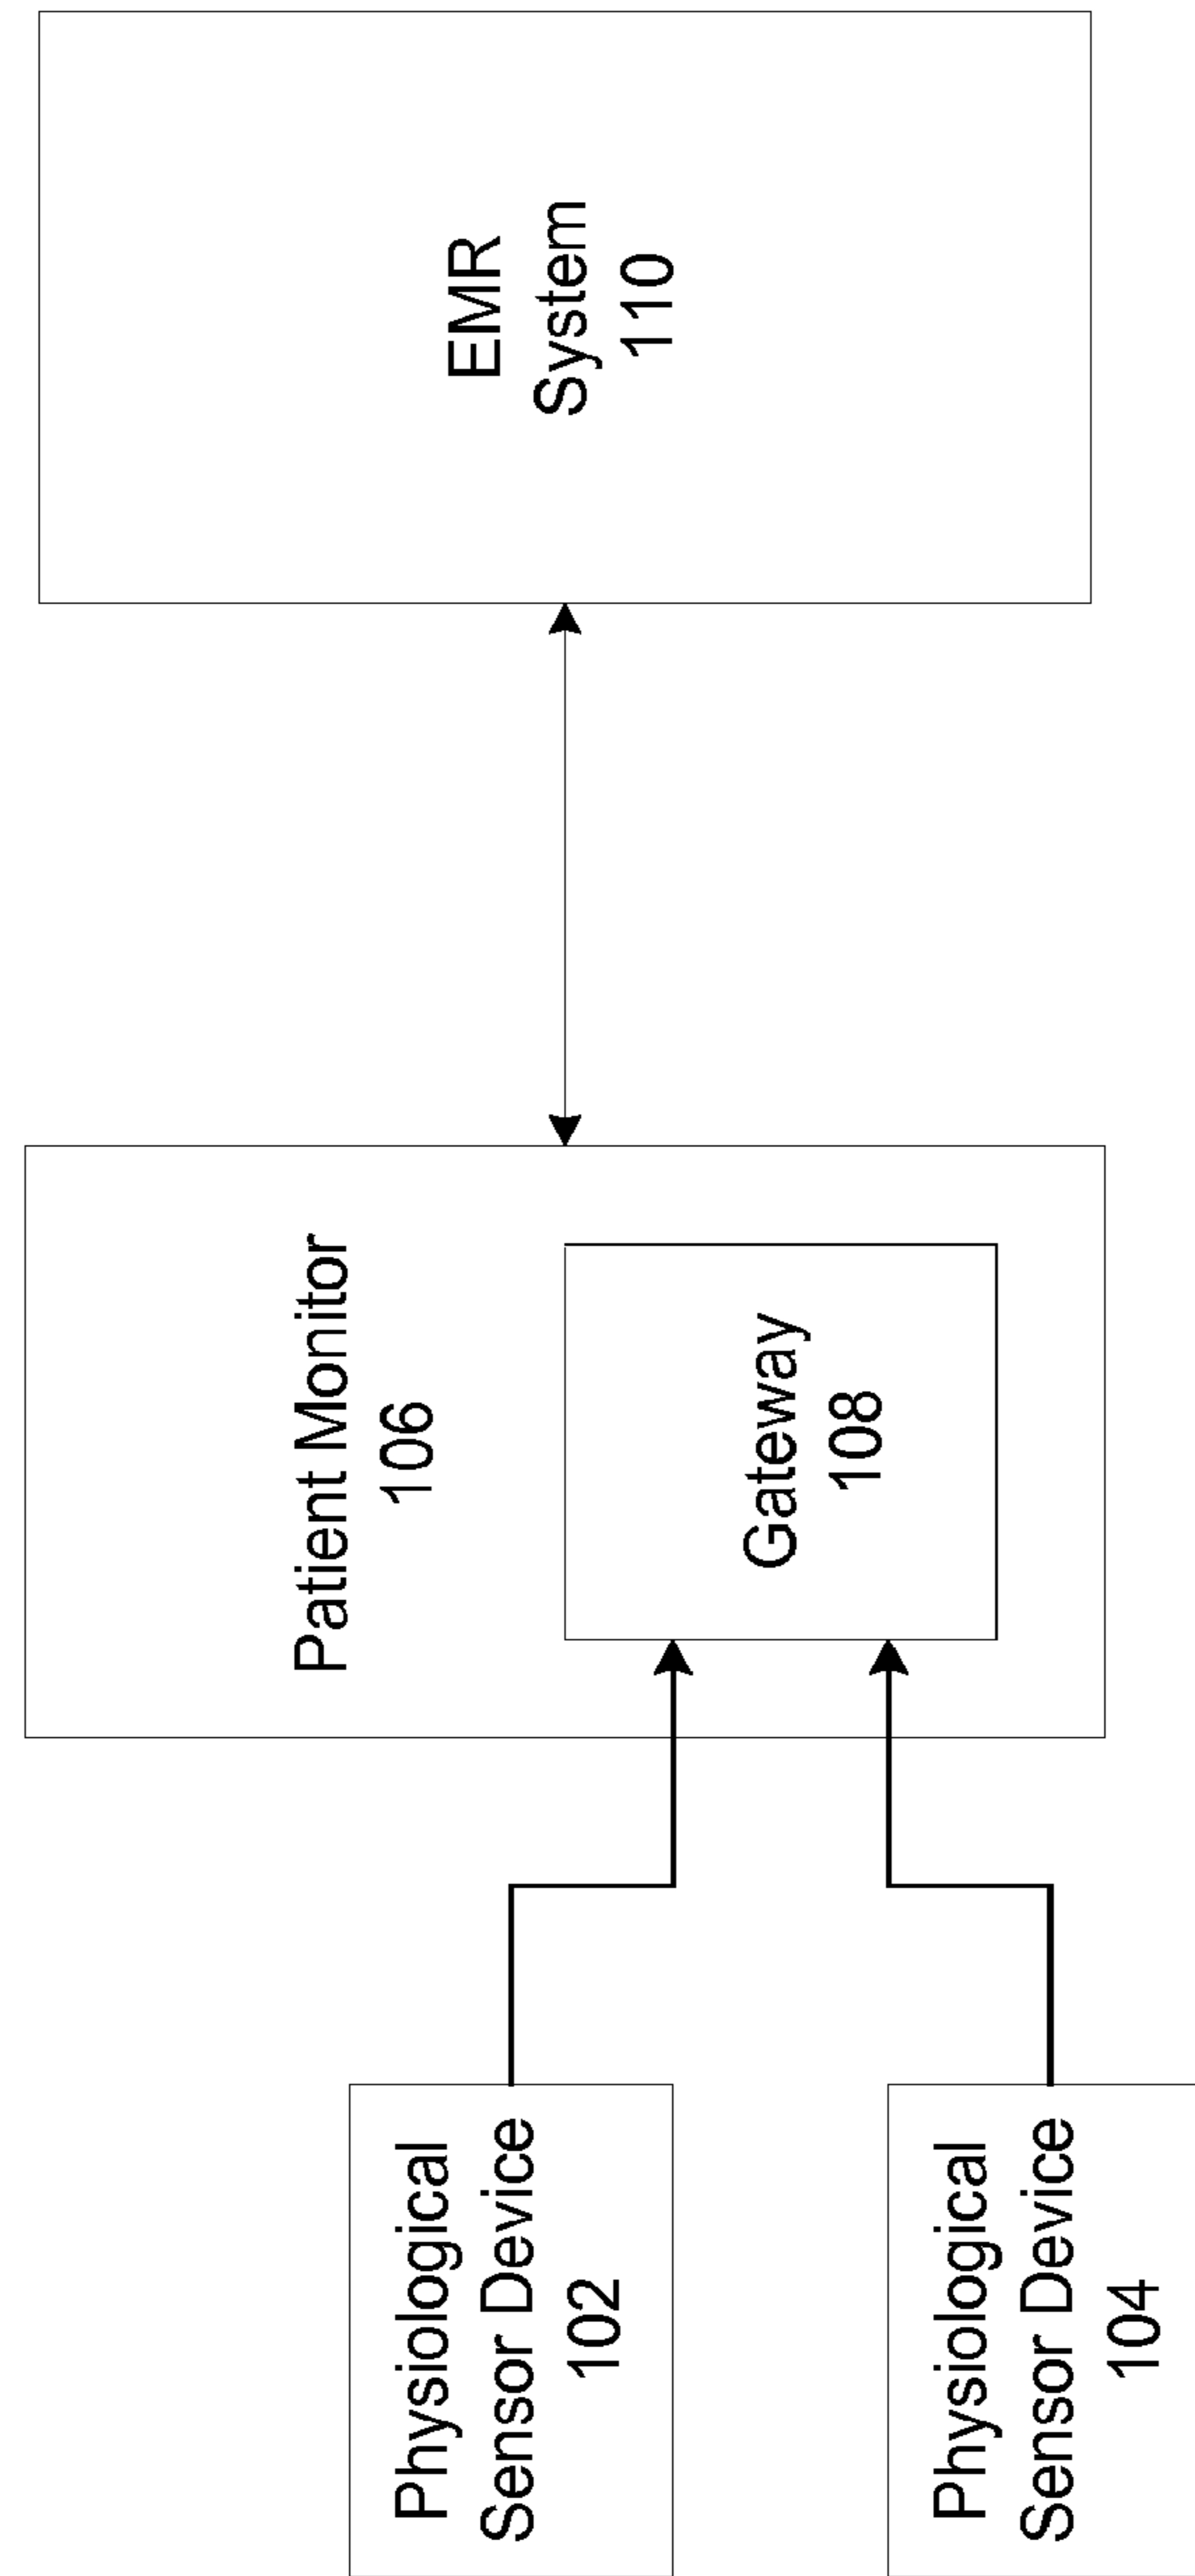 Physiological
Sensor Device
102
Physiological
Sensor Device
104
Patient Monitor
106
Gateway
108
EMR
System
110